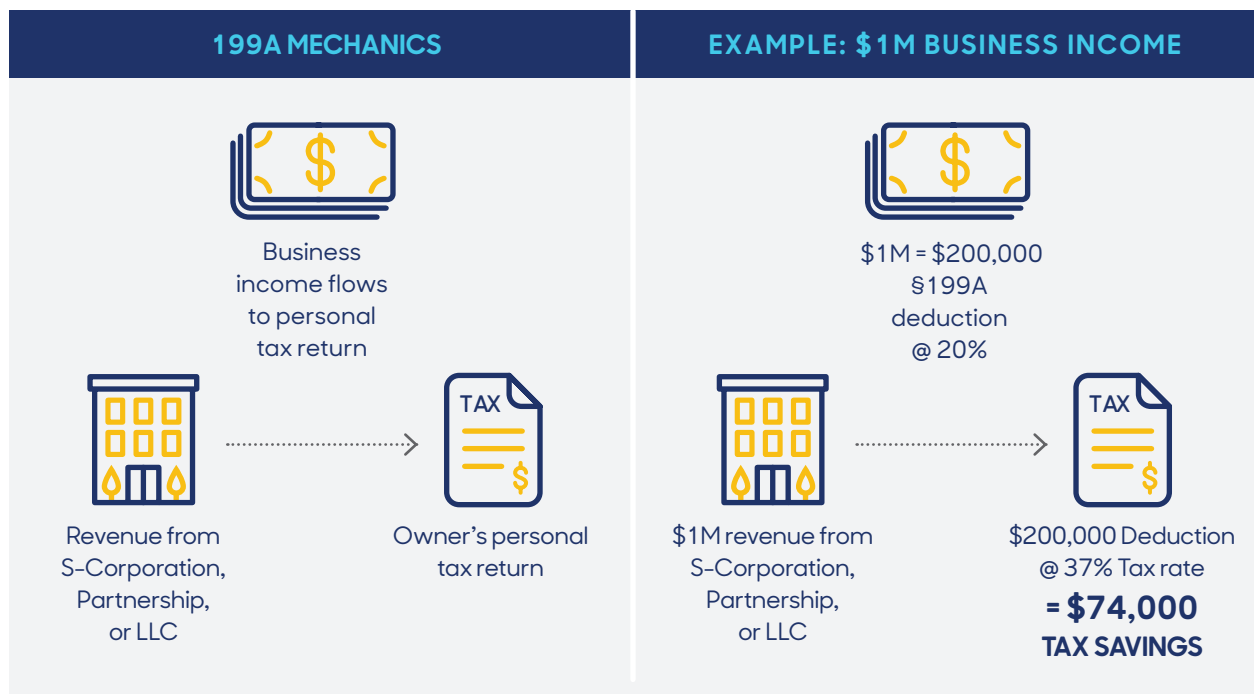 199A MECHANICS
Business
income flows
to personal
tax return
TAX
$
Revenue from
S-Corporation,
Partnership,
or LLC
Owner's personal
tax return
EXAMPLE: $1M BUSINESS INCOME
$
$1M = $200,000
§199A
deduction
@ 20%
TAX
$
$1M revenue from
S-Corporation,
Partnership,
or LLC
$200,000 Deduction
@ 37% Tax rate
= $74,000
TAX SAVINGS